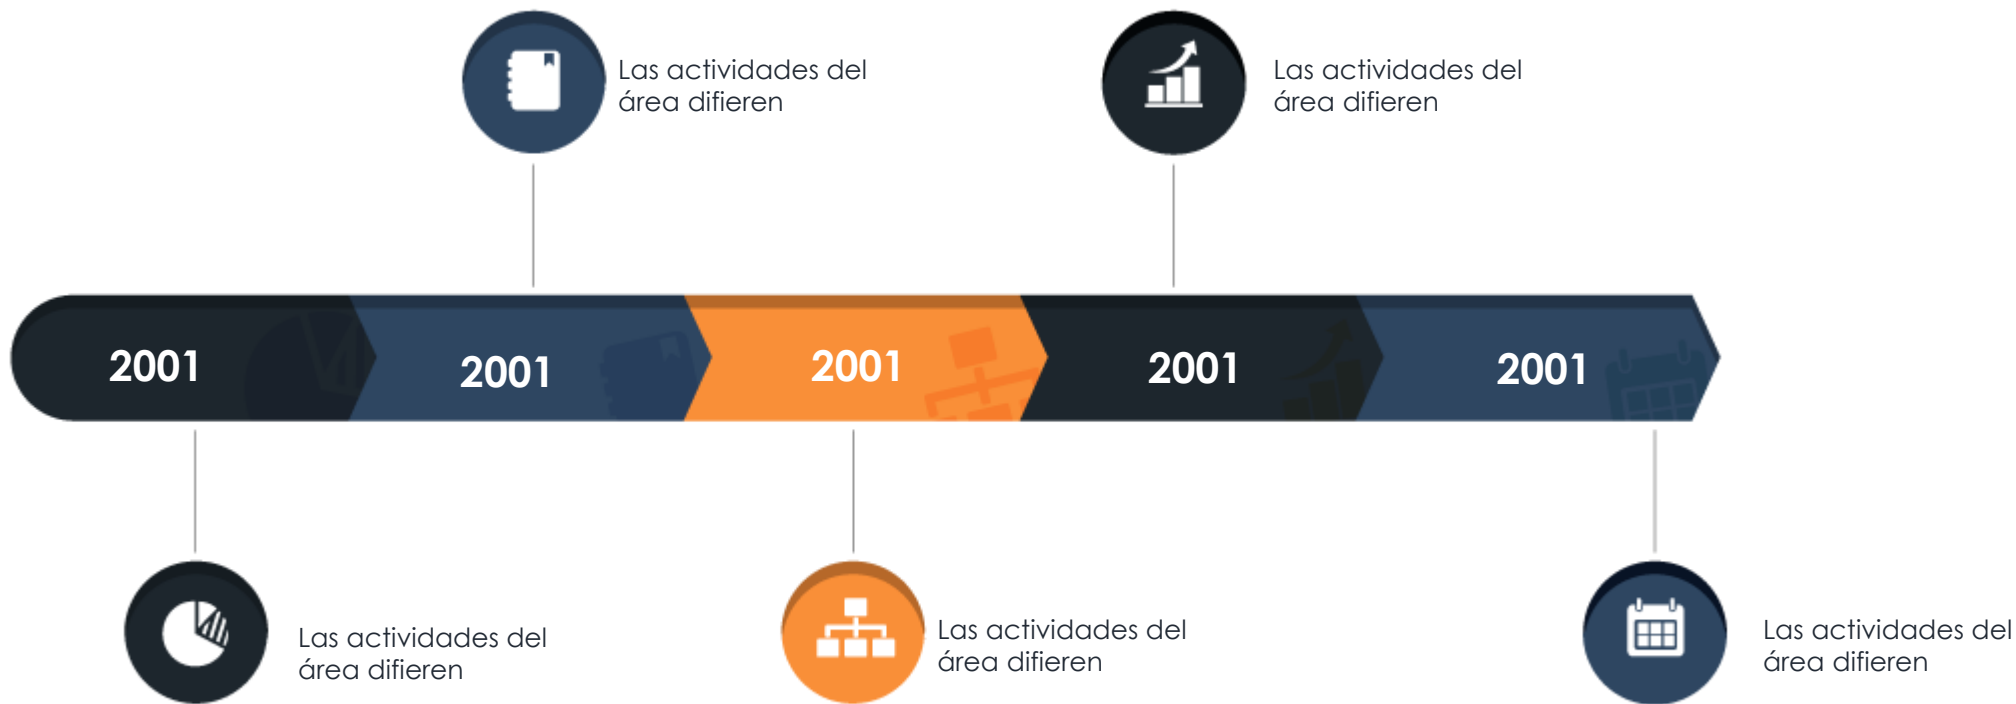 Las actividades del
área difieren
Las actividades del
área difieren
2001
2001
2001
2001
2001
Las actividades del
área difieren
Las actividades del
área difieren
Las actividades del
área difieren